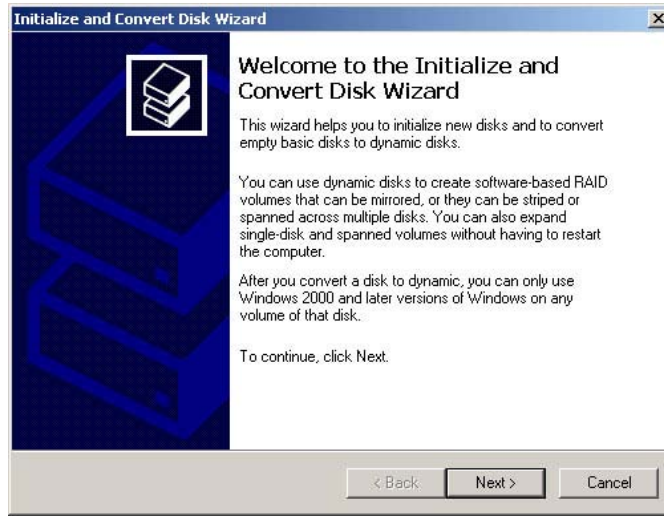 Initialize and Convert Disk Wizard
Welcome to the Initialize and
Convert Disk Wizard
This wizard helps you to initialize new disks and to convert
empty basic disks to dynamic disks.
You can use dynamic disks to create software-based RAID
volumes that can be mirrored, or they can be striped or
spanned across multiple disks. You can also expand
single-disk and spanned volumes without having to restart
the computer.
After you convert a disk to dynamic, you can only use
Windows 2000 and later versions of Windows on any
volume of that disk.
To continue, click Next.
< Back
Next >
Cancel